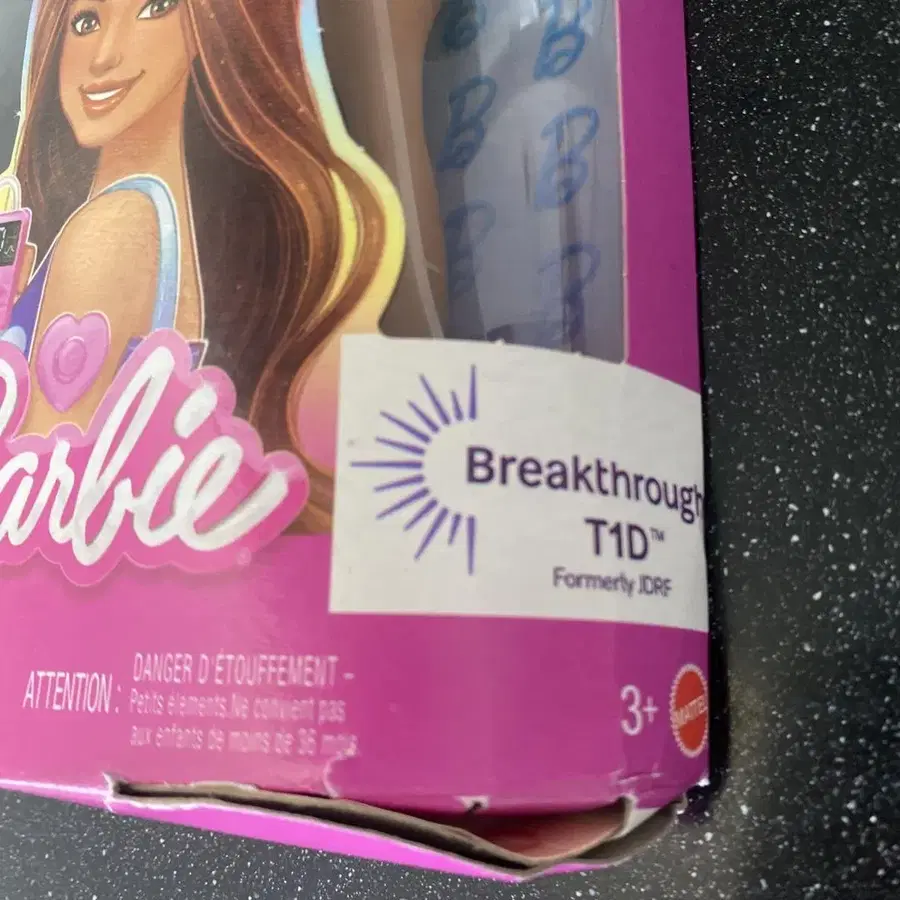 B B
B B
B B
Barbie
Breakthrough
T1D™
Formerly JDRF
ATTENTION :
DANGER D'ÉTOUFFEMENT -
Petits éléments. Ne convient pas
aux enfants de moins de 36 mois
3+
MATTEL